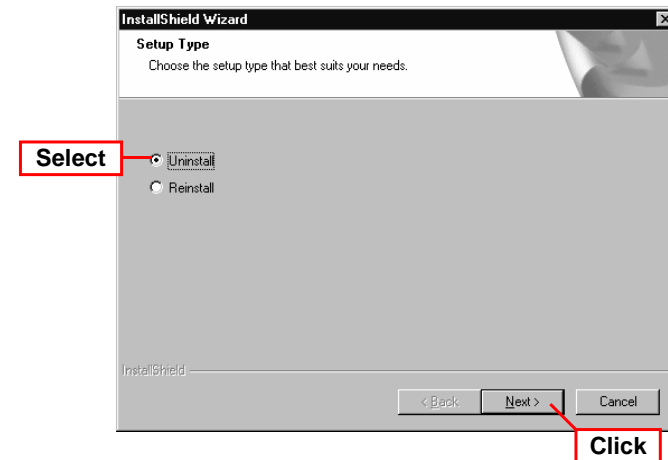 InstallShield Wizard
Setup Type
Choose the setup type that best suits your needs.
Select
Uninstall
Reinstall
InstallShield
< Back
Next >
Cancel
Click